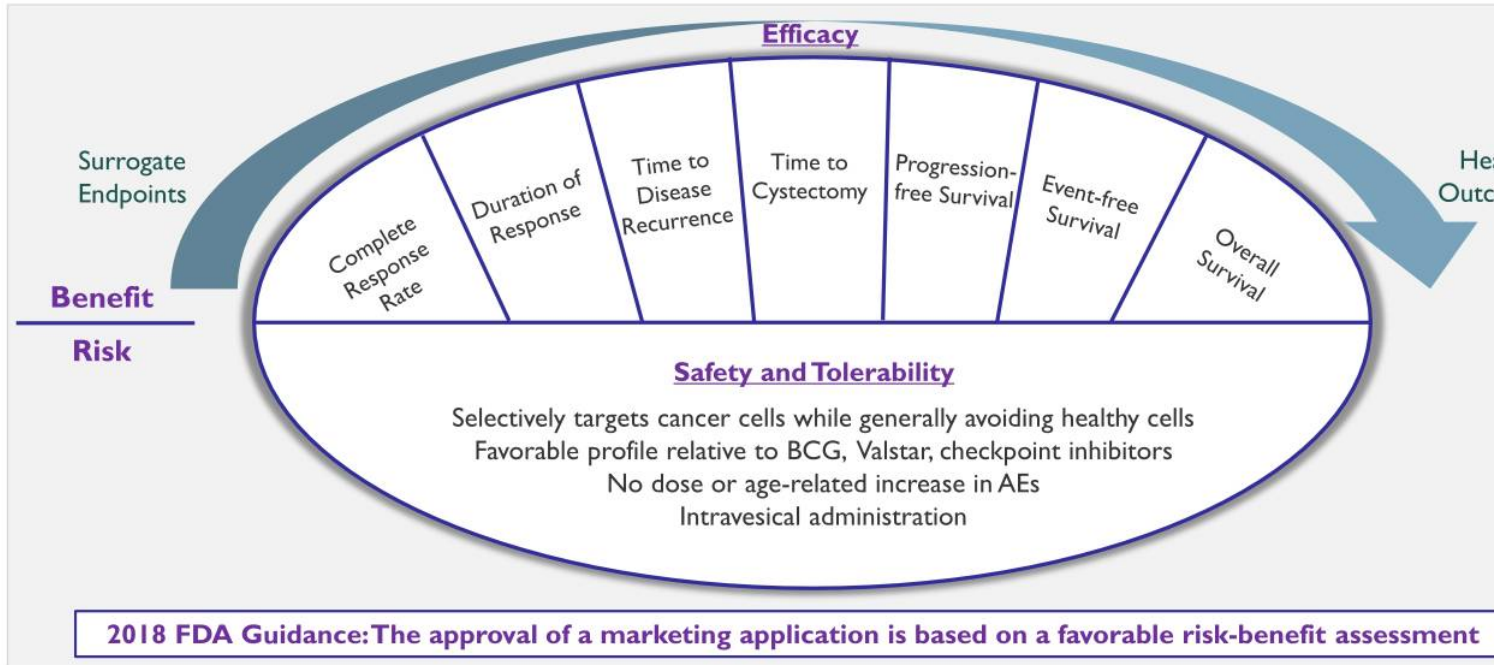 Efficacy
Surrogate
Endpoints
Complete
Response
Rate
Duration of
Response
Time to
Disease
Recurrence
Time to
Cystectomy
Progression-
free Survival
Event-free
Survival
Overall
Survival
Benefit
Risk
Safety and Tolerability
Selectively targets cancer cells while generally avoiding healthy cells
Favorable profile relative to BCG, Valstar, checkpoint inhibitors
No dose or age-related increase in AEs
Intravesical administration
2018 FDA Guidance: The approval of a marketing application is based on a favorable risk-benefit assessment